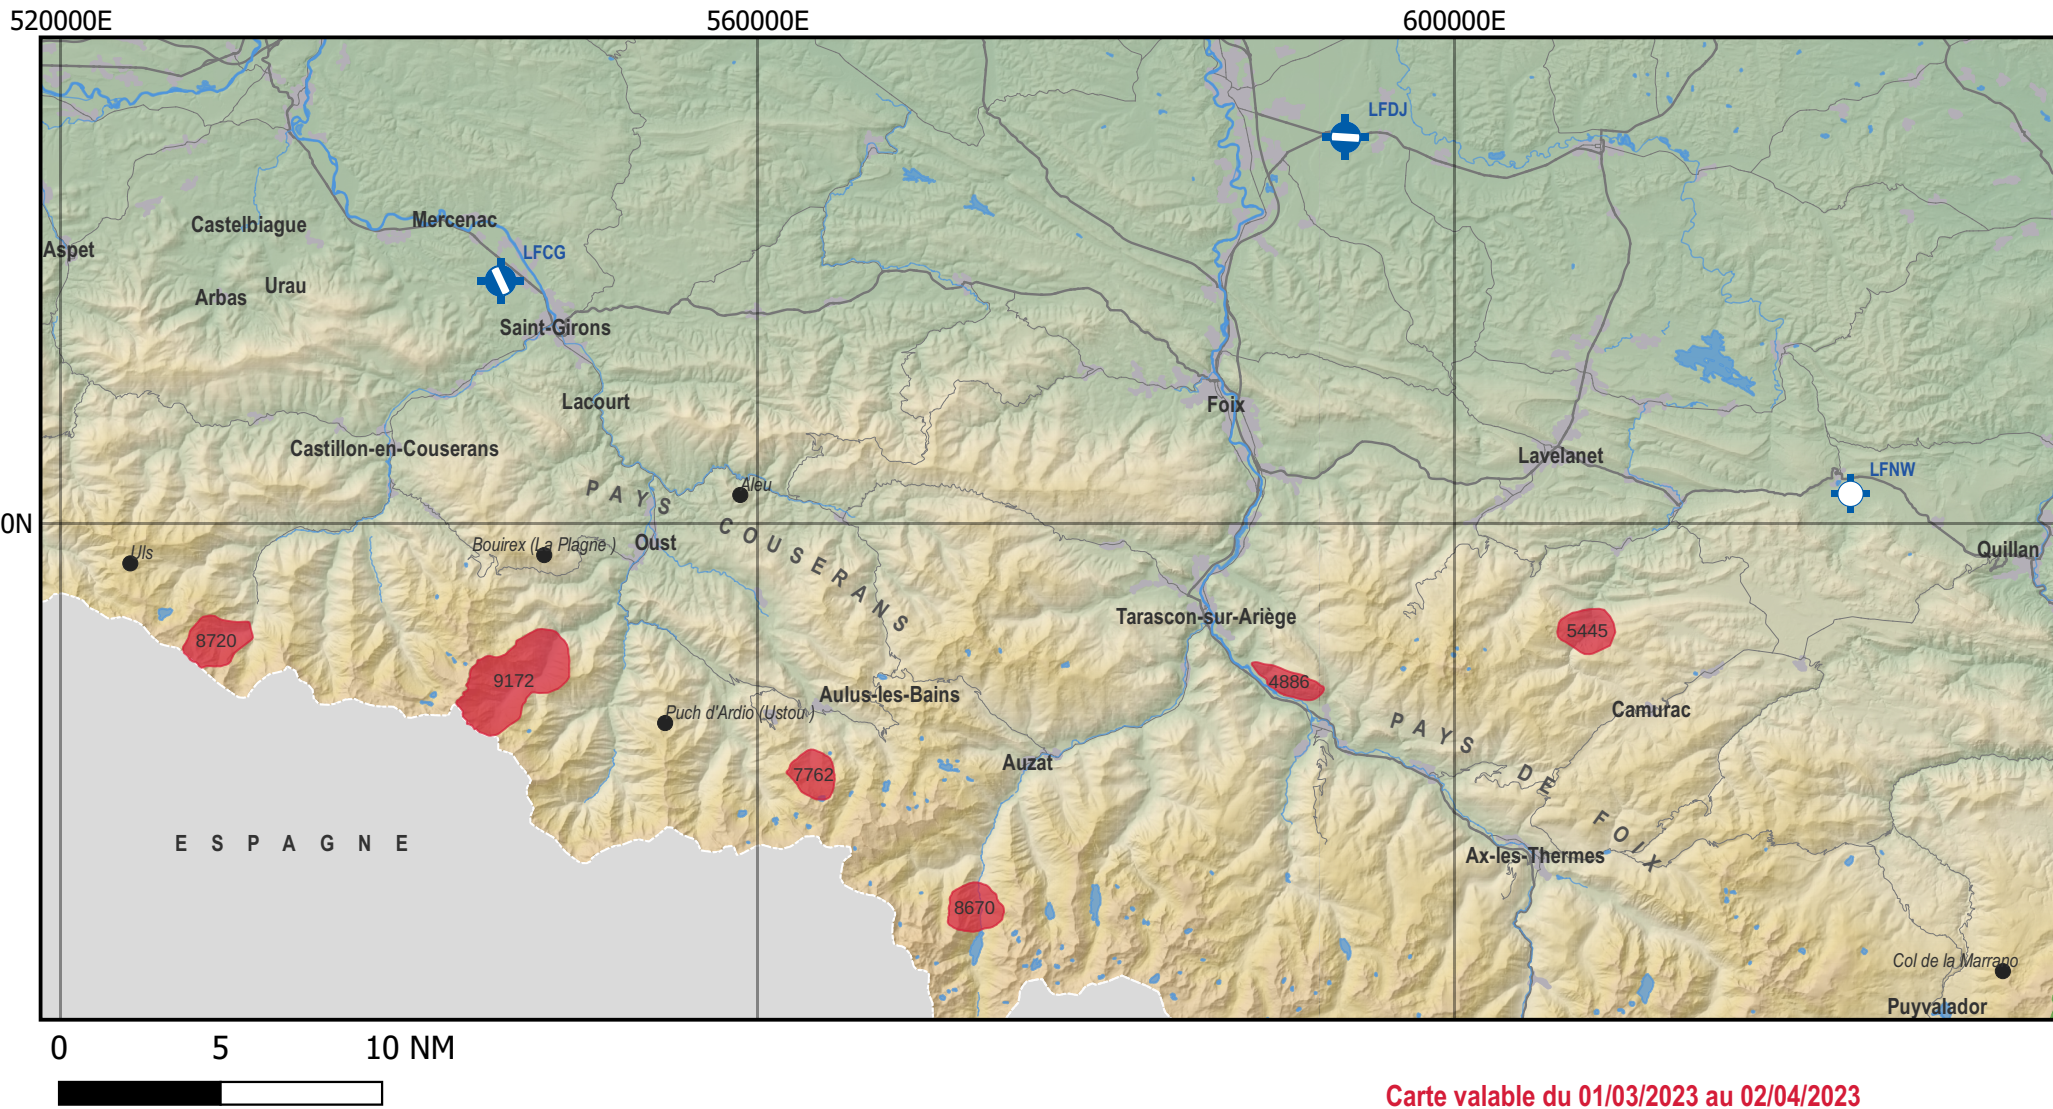 520000E
560000E
600000E
LFDJ
Castelbiague
Mercenac
Aspet
LFCG
Urau
Arbas
Saint-Girons
Lacourt
Foix
Castillon-en-Couserans
Lavelanet
LFNW
PAYS COUSERANS
Aleu
0N
Uls
Bouirex (La Plagne )
Oust
Quillan
Tarascon-sur-Ariège
8720
5445
9172
4886
Aulus-les-Bains
Puch d'Ardio (Ustou )
Camurac
PAYS DE FOIX
Auzat
7762
ESPAGNE
Ax-les-Thermes
8670
Col de la Marrano
Puyvalador
0 5 10 NM
Carte valable du 01/03/2023 au 02/04/2023